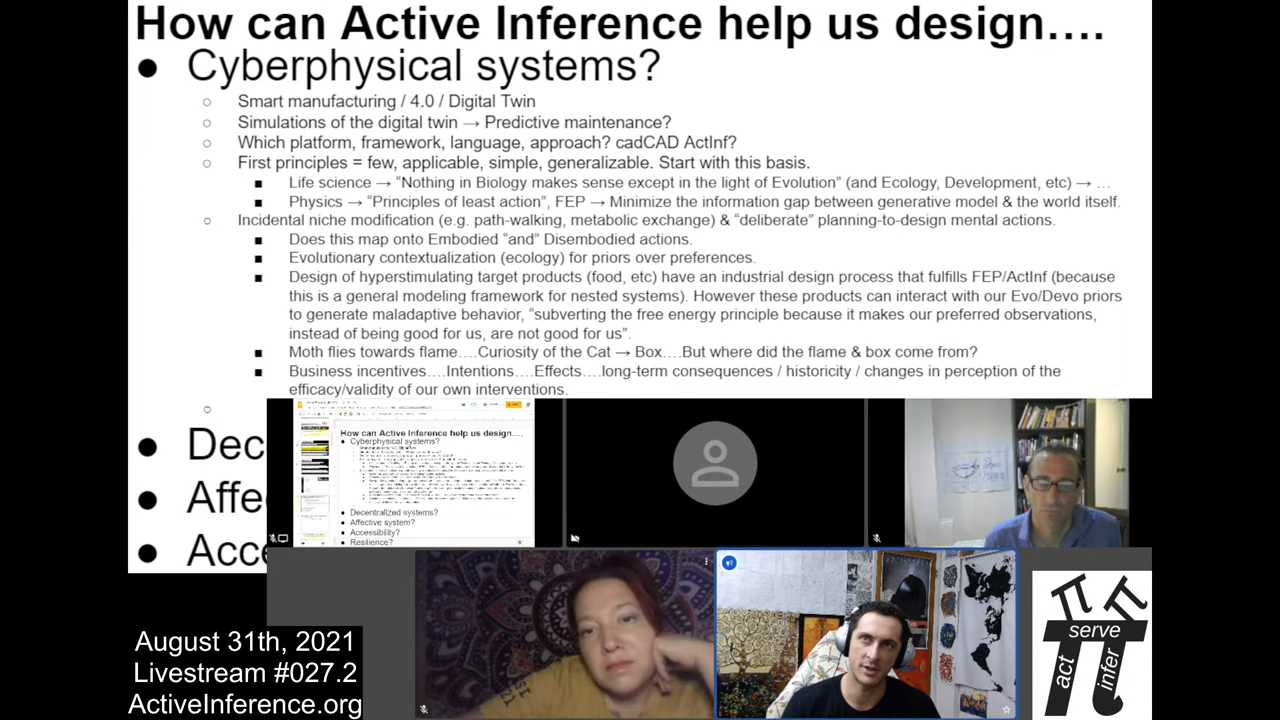 How can Active Inference help us design….
● Cyberphysical systems?
○ Smart manufacturing / 4.0 / Digital Twin
○ Simulations of the digital twin → Predictive maintenance?
○ Which platform, framework, language, approach? cadCAD ActInf?
○ First principles = few, applicable, simple, generalizable. Start with this basis.
■ Life science → “Nothing in Biology makes sense except in the light of Evolution” (and Ecology, Development, etc) → …
■ Physics → “Principles of least action”, FEP → Minimize the information gap between generative model & the world itself.
○ Incidental niche modification (e.g. path-walking, metabolic exchange) & “deliberate” planning-to-design mental actions.
■ Does this map onto Embodied “and” Disembodied actions.
■ Evolutionary contextualization (ecology) for priors over preferences.
■ Design of hyperstimulating target products (food, etc) have an industrial design process that fulfills FEP/ActInf (because
this is a general modeling framework for nested systems). However these products can interact with our Evo/Devo priors
to generate maladaptive behavior, “subverting the free energy principle because it makes our preferred observations,
instead of being good for us, are not good for us”.
■ Moth flies towards flame….Curiosity of the Cat → Box….But where did the flame & box come from?
■ Business incentives….Intentions….Effects….long-term consequences / historicity / changes in perception of the
efficacy/validity of our own interventions.
○
● Dec
● Affe
● Acce
How can Active Inference help us design….
● Cyberphysical systems?
● Decentralized systems?
● Affective system?
● Accessibility?
● Resilience?
August 31th, 2021
Livestream #027.2
ActiveInference.org
serve
act
infer